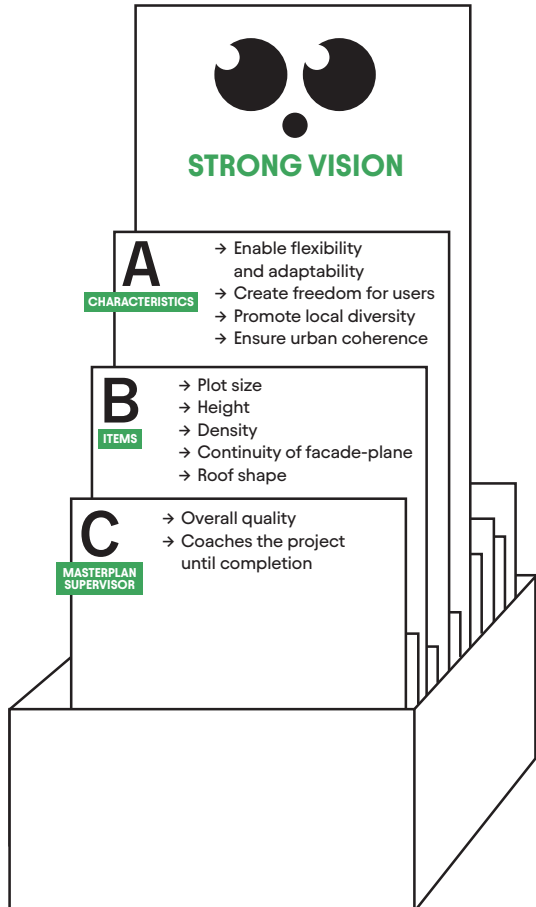 STRONG VISION
A
CHARACTERISTICS
→ Enable flexibility
and adaptability
→ Create freedom for users
→ Promote local diversity
→ Ensure urban coherence
B
ITEMS
→ Plot size
→ Height
→ Density
→ Continuity of facade-plane
→ Roof shape
C
MASTERPLAN
SUPERVISOR
→ Overall quality
→ Coaches the project
until completion